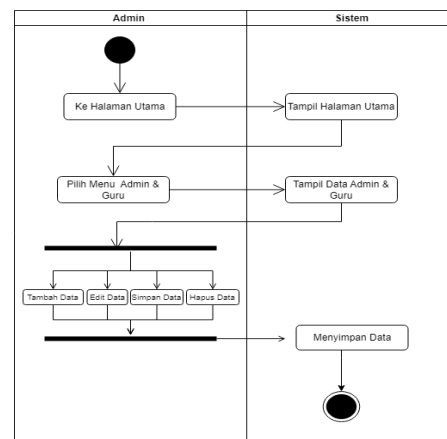 Admin
Sistem
Ke Halaman Utama
Tampil Halaman Utama
Pilih Menu Admin &
Guru
Tampil Data Admin &
Guru
Tambah Data
Edit Data
Simpan Data
Hapus Data
Menyimpan Data